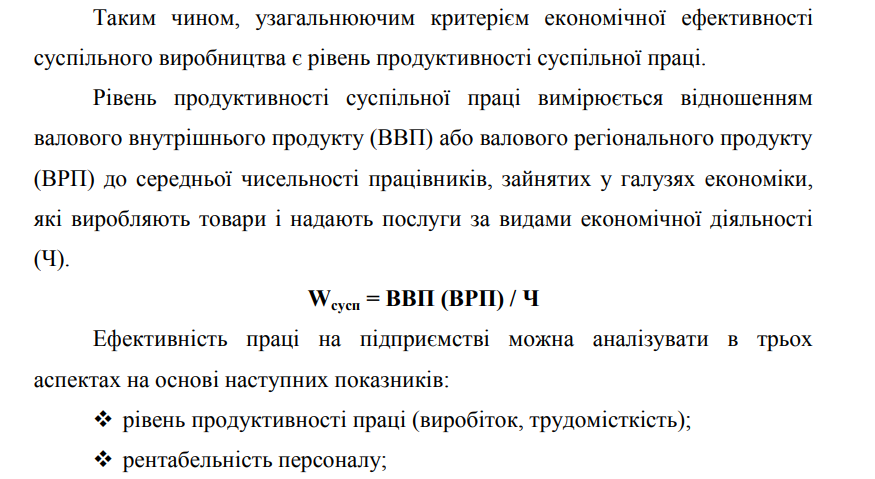 Таким чином, узагальнюючим критерієм економічної ефективності
суспільного виробництва є рівень продуктивності суспільної праці.
Рівень продуктивності суспільної праці вимірюється відношенням
валового внутрішнього продукту (ВВП) або валового регіонального продукту
(ВРП) до середньої чисельності працівників, зайнятих у галузях економіки,
які виробляють товари і надають послуги за видами економічної діяльності
(Ч).
Wсусп = ВВП (ВРП) / Ч
Ефективність праці на підприємстві можна аналізувати в трьох
аспектах на основі наступних показників:
❖ рівень продуктивності праці (виробіток, трудомісткість);
❖ рентабельність персоналу;